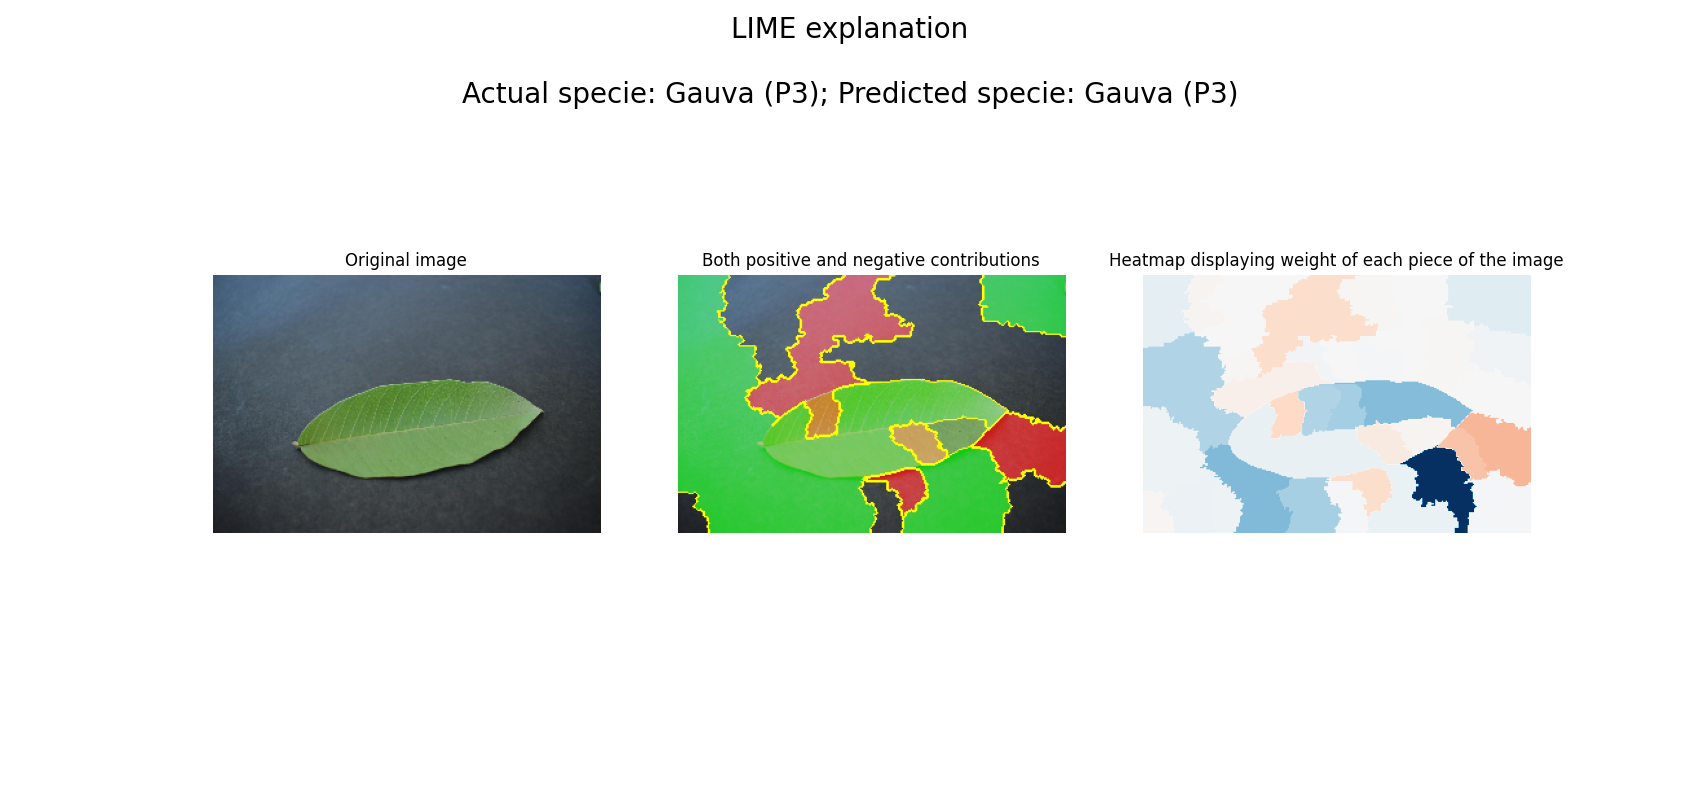 LIME explanation
Actual specie: Gauva (P3); Predicted specie: Gauva (P3)
Original image
Both positive and negative contributions
Heatmap displaying weight of each piece of the image